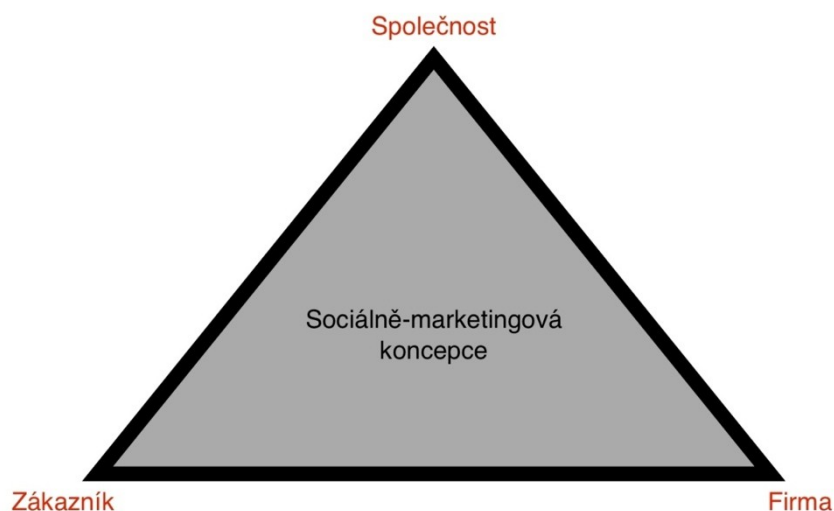 Společnost
Sociálně-marketingová
koncepce
Zákazník
Firma